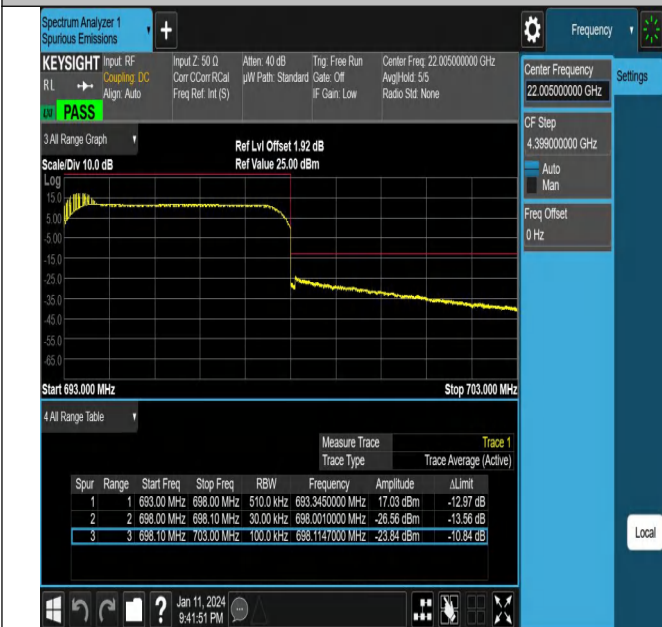 Spectrum Analyzer 1
Spurious Emissions
+
Frequency
KEYSIGHT Input: RF Input Z: 50 Ω Atten: 40 dB Trig: Free Run Center Freq: 22.005000000 GHz
RL Coupling: DC Corr CCorr RCal µW Path: Standard Gate: Off Avg|Hold: 5/5
Align: Auto Freq Ref: Int (S) IF Gain: Low Radio Std: None
PASS
Center Frequency
22.005000000 GHz
Settings
CF Step
4.399000000 GHz
Auto
Man
Freq Offset
0 Hz
3 All Range Graph
Ref Lvl Offset 1.92 dB
Scale/Div 10.0 dB Ref Value 25.00 dBm
Log
15.0
5.00
-5.00
-15.0
-25.0
-35.0
-45.0
-55.0
-65.0
Start 693.000 MHz Stop 703.000 MHz
4 All Range Table
Measure Trace Trace 1
Trace Type Trace Average (Active)
Spur Range Start Freq Stop Freq RBW Frequency Amplitude ΔLimit
1 1 693.00 MHz 698.00 MHz 510.0 kHz 693.3450000 MHz 17.03 dBm -12.97 dB
2 2 698.00 MHz 698.10 MHz 30.00 kHz 698.0010000 MHz -26.56 dBm -13.56 dB
3 3 698.10 MHz 703.00 MHz 100.0 kHz 698.1147000 MHz -23.84 dBm -10.84 dB
Local
?
Jan 11, 2024
9:41:51 PM